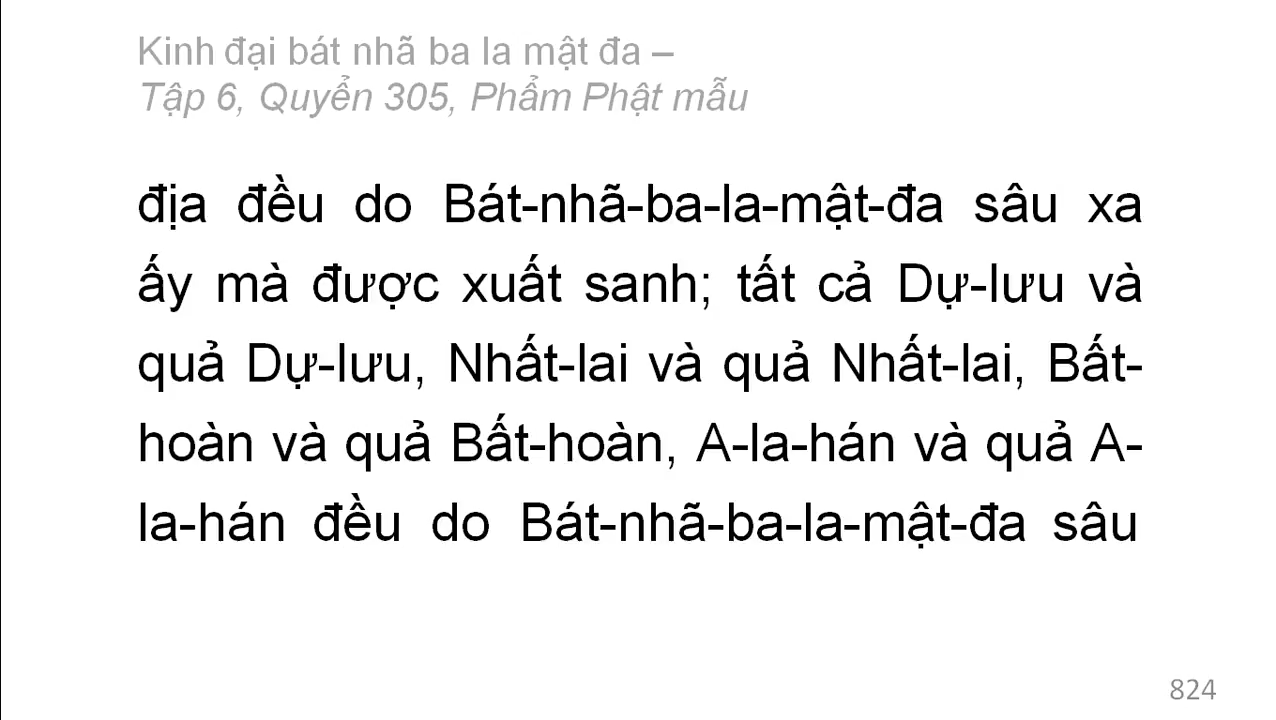 Kinh đại bát nhã ba la mật đa –
Tập 6, Quyển 305, Phẩm Phật mẫu
địa đều do Bát-nhã-ba-la-mật-đa sâu xa
ấy mà được xuất sanh; tất cả Dự-lưu và
quả Dự-lưu, Nhất-lai và quả Nhất-lai, Bất-
hoàn và quả Bất-hoàn, A-la-hán và quả A-
la-hán đều do Bát-nhã-ba-la-mật-đa sâu
824